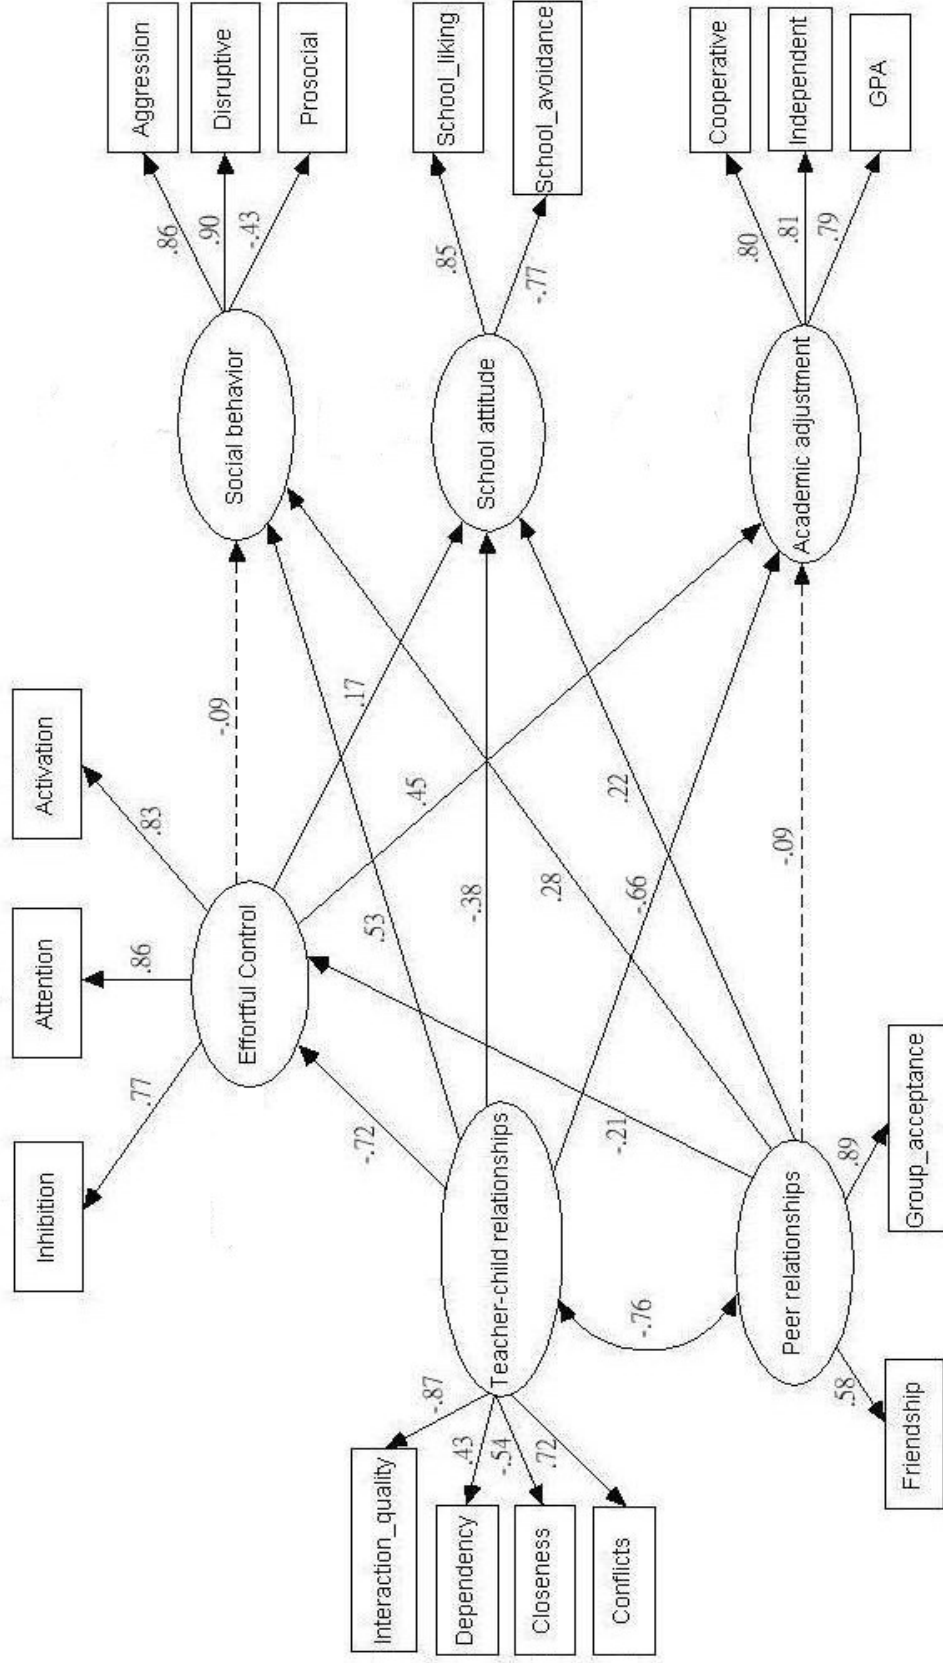 Inhibition
Attention
Activation
.77
.86
.83
Effortful Control
-.09
Social behavior
.86
.90
-.43
Aggression
Disruptive
Prosocial
-.72
.53
.17
Interaction_quality
Dependency
Closeness
Conflicts
-.87
.43
-.54
.72
Teacher-child relationships
-.38
.45
School attitude
.85
-.77
School_liking
School_avoidance
-.21
.28
.22
-.66
-.76
Peer relationships
-.09
Academic adjustment
.80
.81
.79
Cooperative
Independent
GPA
.58
.89
Friendship
Group_acceptance